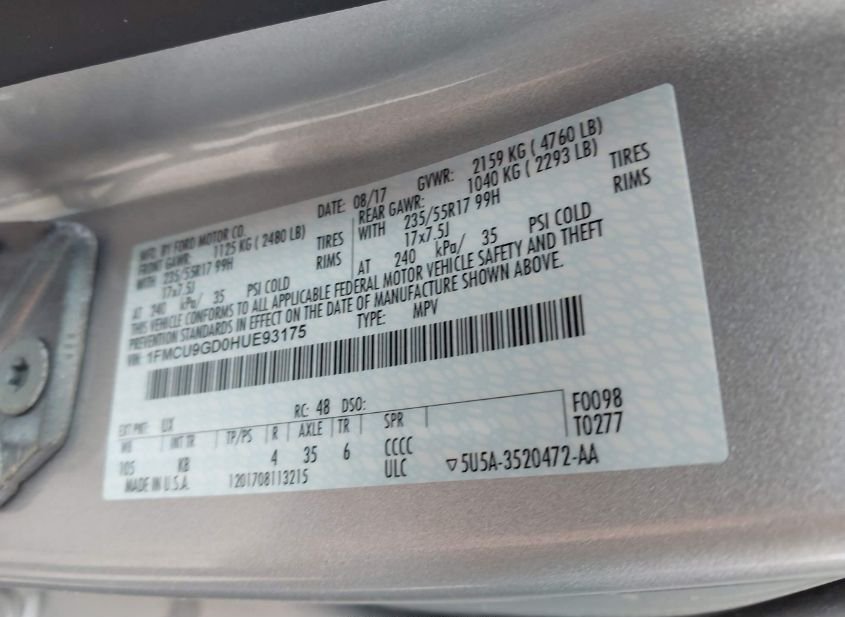 MFD. BY FORD MOTOR CO.
DATE: 08/17 GVWR: 2159 KG ( 4760 LB)
FRONT GAWR: 1125 KG ( 2480 LB)
REAR GAWR: 1040 KG ( 2293 LB)
WITH 235/55R17 99H TIRES
WITH 235/55R17 99H TIRES
17x7.5J RIMS
17x7.5J RIMS
AT 240 kPa/ 35 PSI COLD
AT 240 kPa/ 35 PSI COLD
THIS VEHICLE CONFORMS TO ALL APPLICABLE FEDERAL MOTOR VEHICLE SAFETY AND THEFT
PREVENTION STANDARDS IN EFFECT ON THE DATE OF MANUFACTURE SHOWN ABOVE.
VIN: 1FMCU9GD0HUE93175 TYPE: MPV
F0098
T0277
EXT PNT: UX RC: 48 DSO:
WB INT TR TP/PS R AXLE TR SPR
105 KB 4 35 6 CCCC
MADE IN U.S.A. 1201708113215 ULC ▽5U5A-3520472-AA